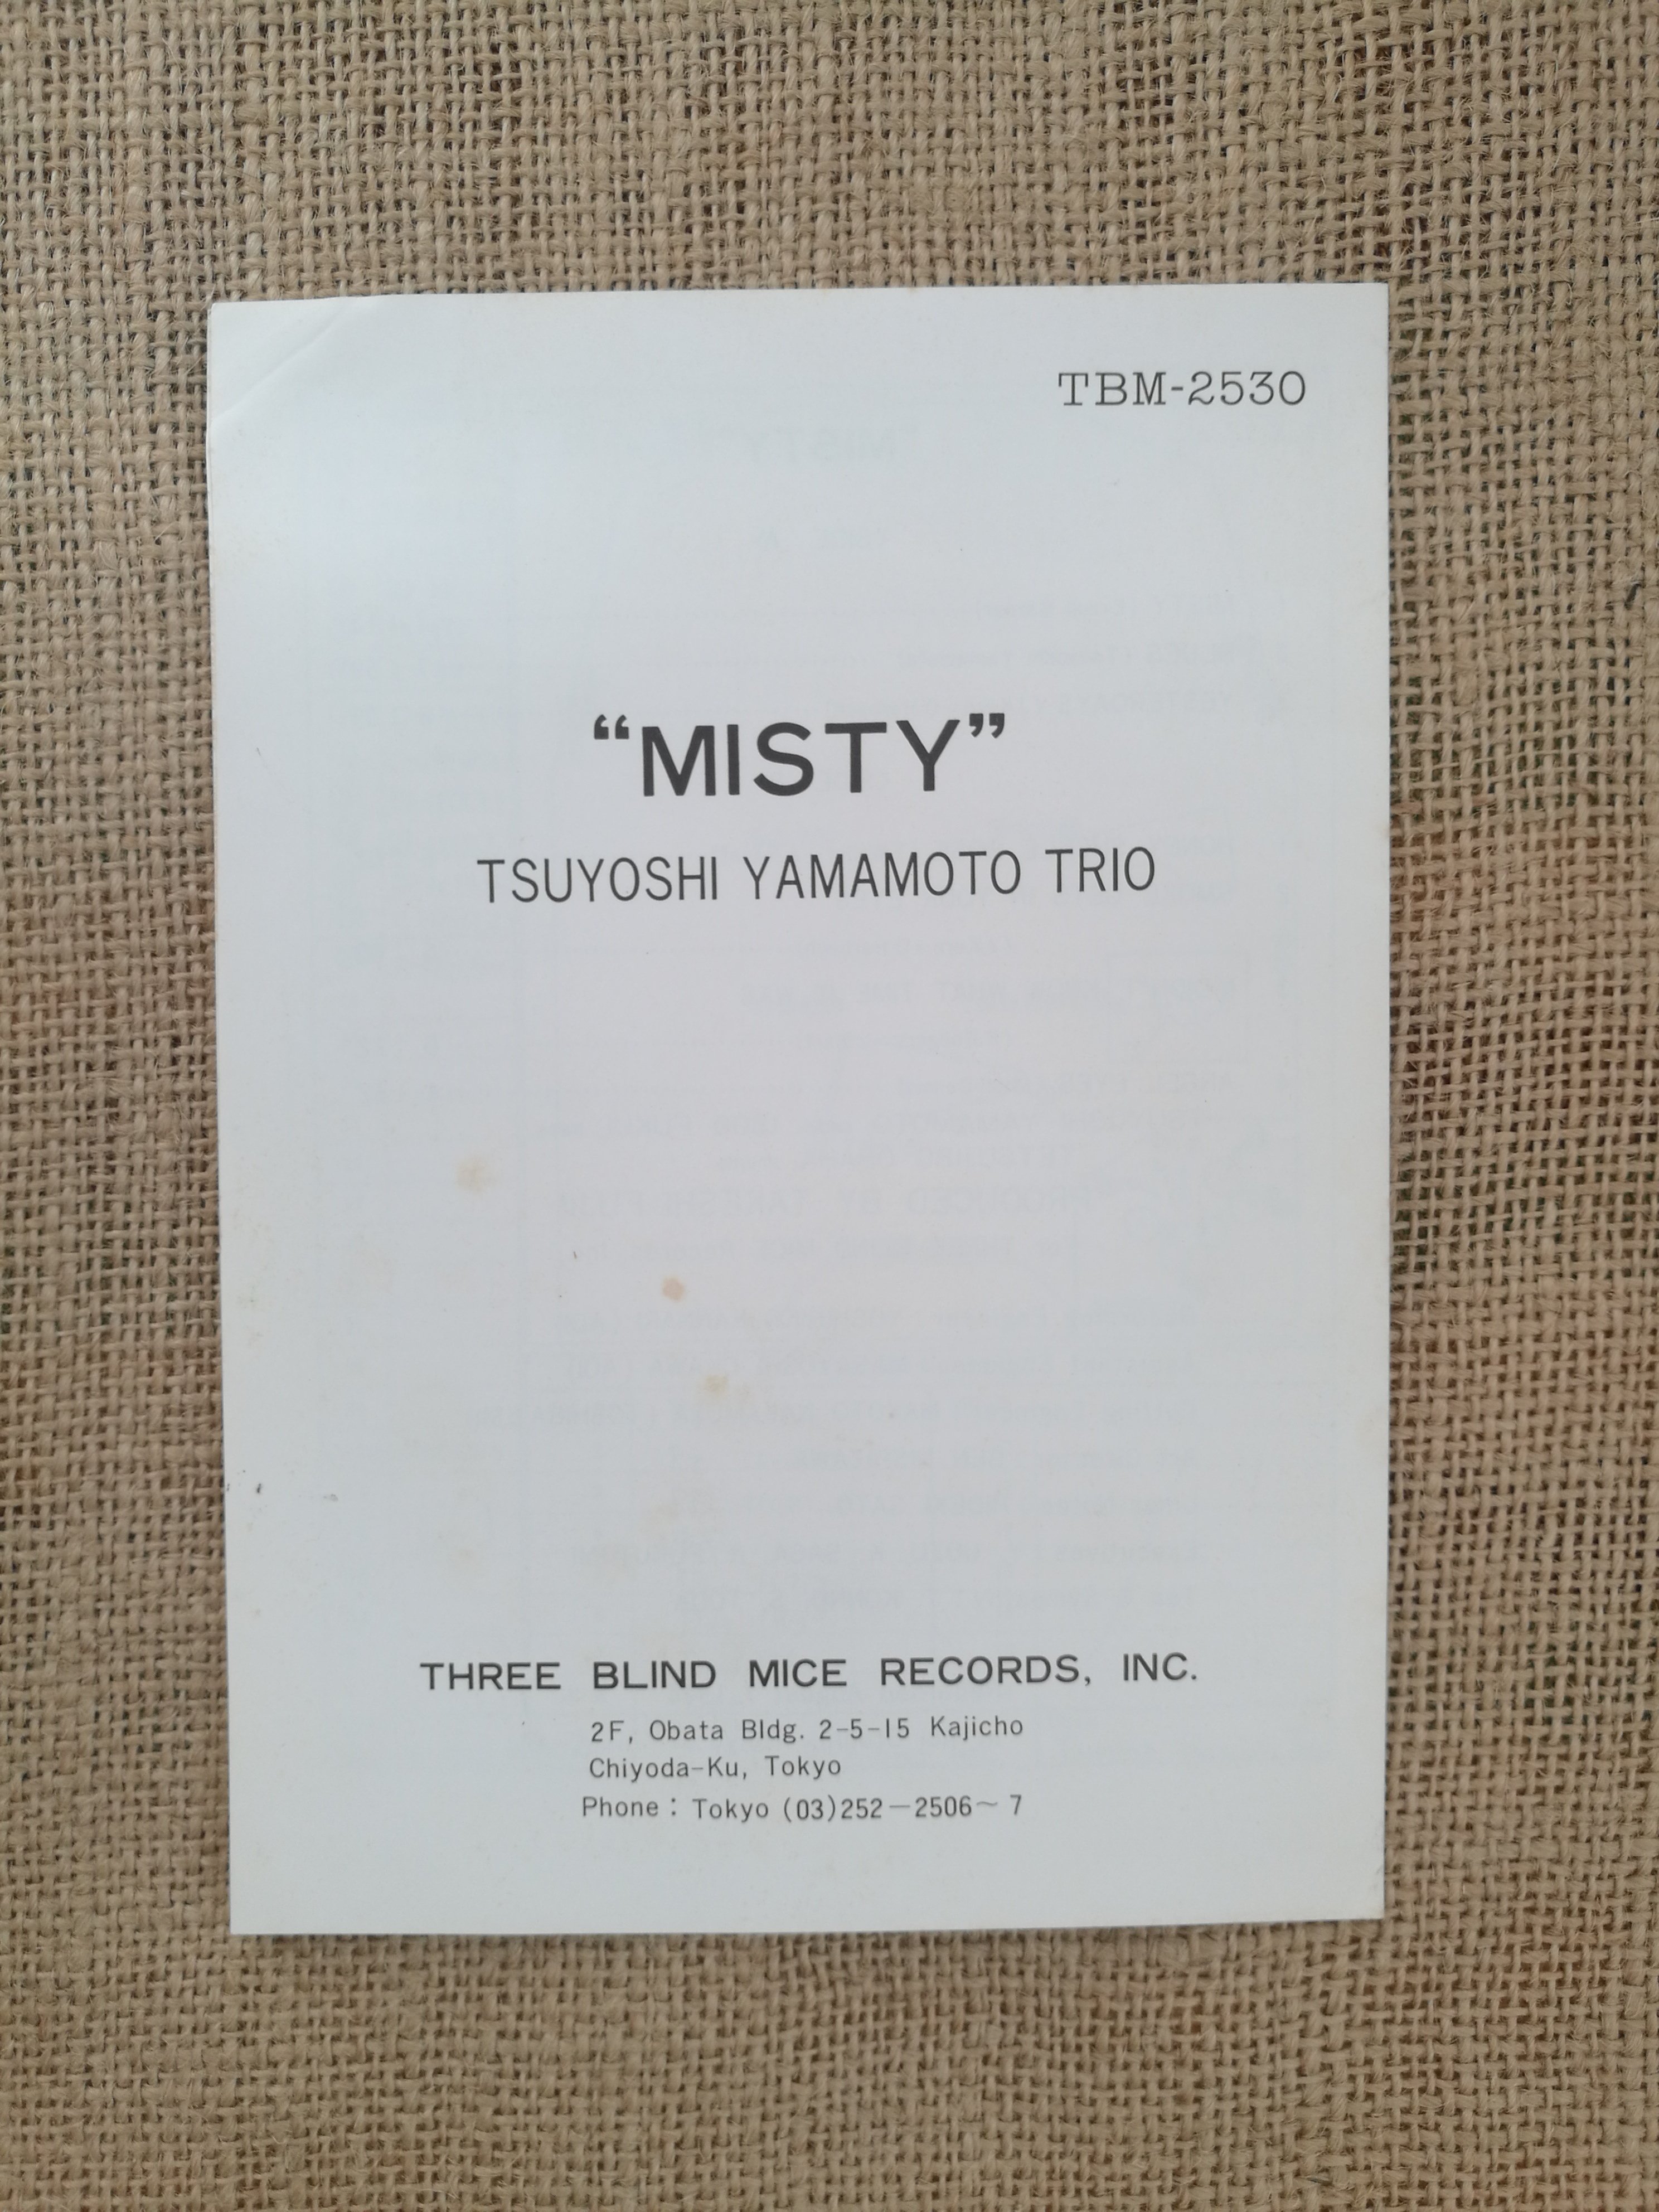 TBM-2530
“MISTY”
TSUYOSHI YAMAMOTO TRIO
THREE BLIND MICE RECORDS, INC.
2F, Obata Bldg. 2-5-15 Kajicho
Chiyoda-Ku, Tokyo
Phone : Tokyo (03)252－2506~ 7